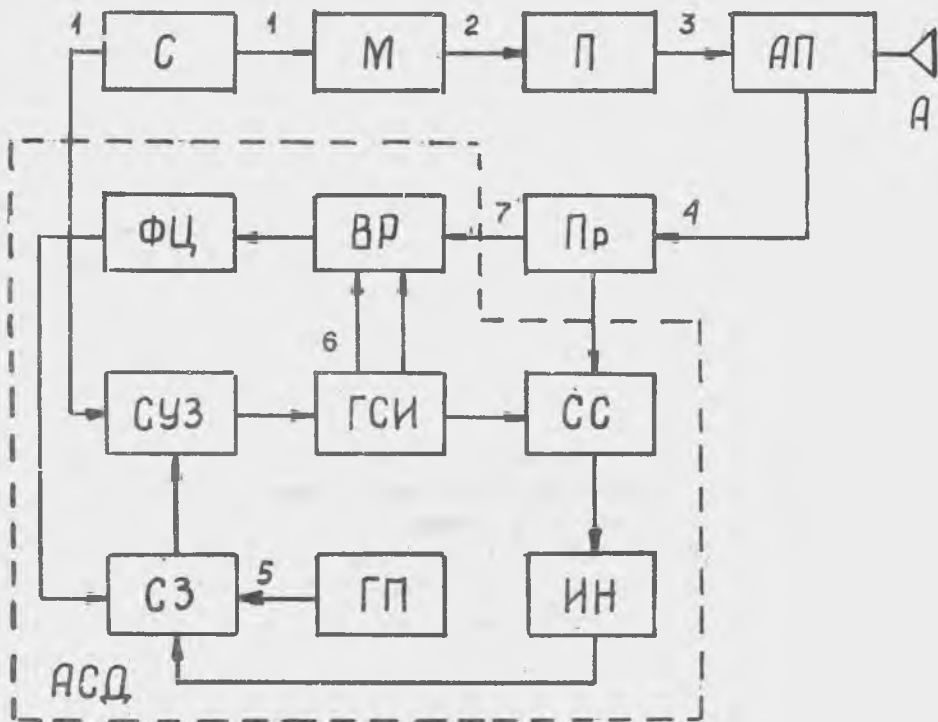 1 С 1 М 2 П 3 АП
А
ФЦ ВР 7 Пр 4
6
СУЗ ГСИ СС
СЗ 5 ГП ИН
АСД